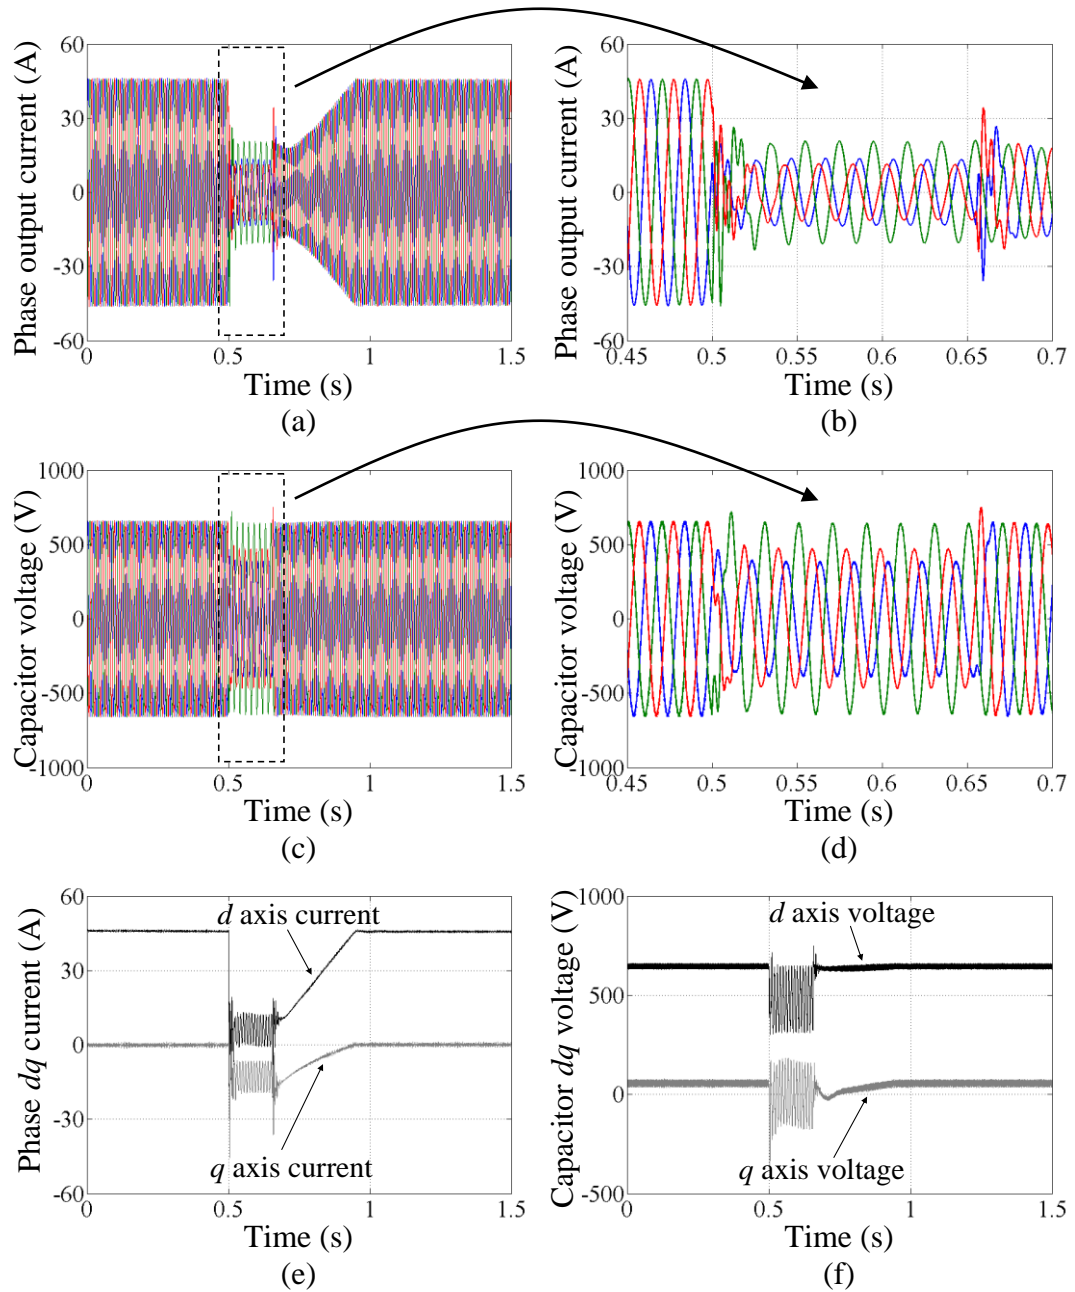 Phase output current (A)
60
30
0
-30
-60
0
0.5
1
1.5
Time (s)
(a)
Phase output current (A)
60
30
0
-30
-60
0.45
0.5
0.55
0.6
0.65
0.7
Time (s)
(b)
Capacitor voltage (V)
1000
500
0
-500
-1000
0
0.5
1
1.5
Time (s)
(c)
Capacitor voltage (V)
1000
500
0
-500
-1000
0.45
0.5
0.55
0.6
0.65
0.7
Time (s)
(d)
Phase dq current (A)
60
30
0
-30
-60
d axis current
q axis current
0
0.5
1
1.5
Time (s)
(e)
Capacitor dq voltage (V)
1000
500
0
-500
d axis voltage
q axis voltage
0
0.5
1
1.5
Time (s)
(f)